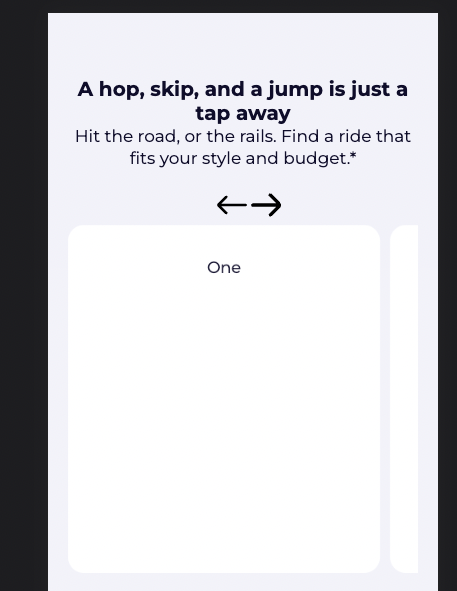 A hop, skip, and a jump is just a
tap away
Hit the road, or the rails. Find a ride that
fits your style and budget.*
One